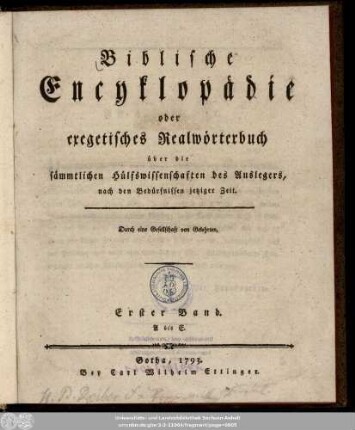 Biblische
Encyklopädie
oder
exegetisches Realwörterbuch
über die
sämmtlichen Hülfswissenschaften des Auslegers,
nach den Bedürfnissen jetziger Zeit.
Durch eine Gesellschaft von Gelehrten.
Erster Band.
A bis E.
Gotha, 1793.
Bey Carl Wilhelm Ettinger.
Universitäts- und Landesbibliothek Sachsen-Anhalt